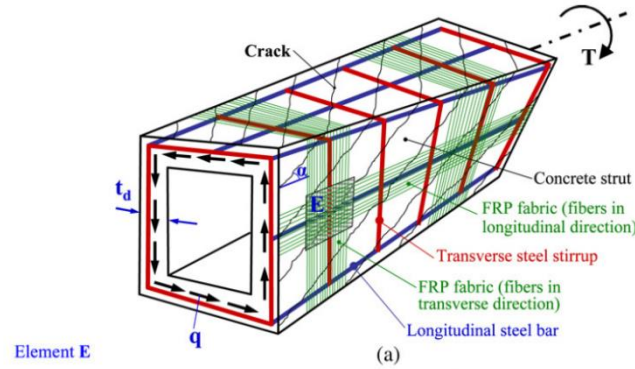 Crack
T
α
t_d
E
Concrete strut
FRP fabric (fibers in
longitudinal direction)
Transverse steel stirrup
FRP fabric (fibers in
transverse direction)
Longitudinal steel bar
q
Element E
(a)